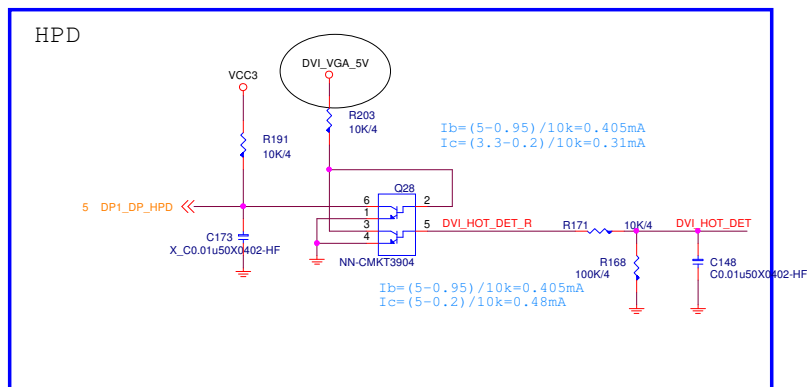 HPD
DVI_VGA_5V
VCC3
R203
10K/4
Ib=(5-0.95)/10k=0.405mA
Ic=(3.3-0.2)/10k=0.31mA
R191
10K/4
Q28
5 DP1_DP_HPD
6
2
1
3
5
4
DVI_HOT_DET_R
R171
10K/4
DVI_HOT_DET
C173
X_C0.01u50X0402-HF
NN-CMKT3904
R168
100K/4
C148
C0.01u50X0402-HF
Ib=(5-0.95)/10k=0.405mA
Ic=(5-0.2)/10k=0.48mA